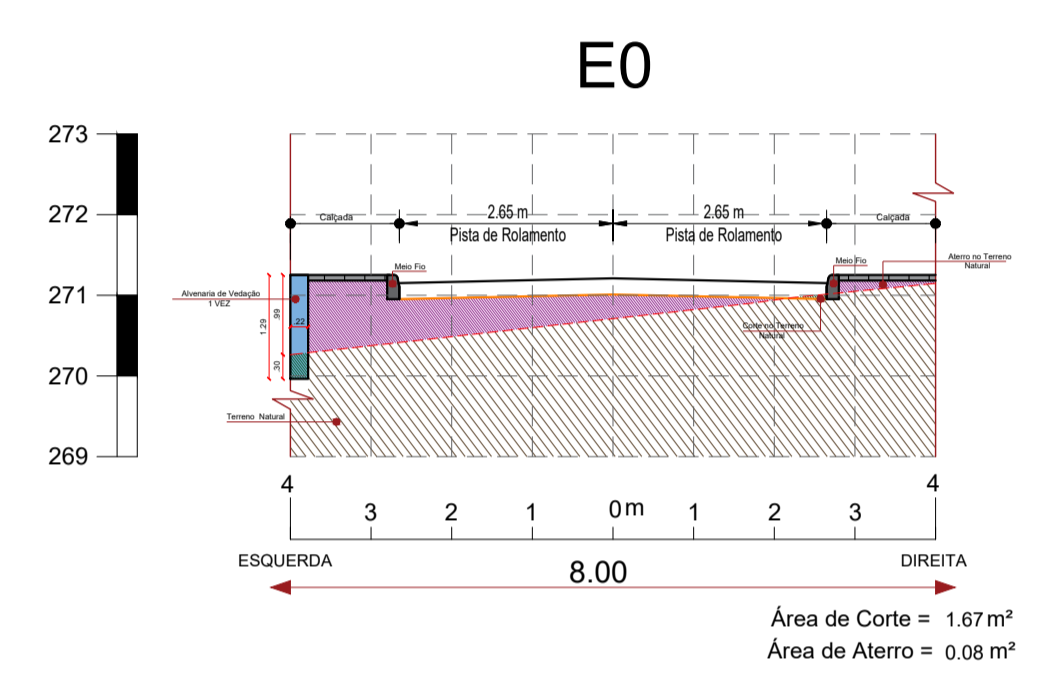 E0
273
272
271
270
269
Calçada
2.65 m
Pista de Rolamento
2.65 m
Pista de Rolamento
Calçada
Meio Fio
Meio Fio
Aterro no Terreno
Natural
Alvenaria de Vedação
1 VEZ
1.29
.99
.22
.30
Corte no Terreno
Natural
Terreno Natural
4
3
2
1
0m
1
2
3
4
ESQUERDA
8.00
DIREITA
Área de Corte = 1.67 m²
Área de Aterro = 0.08 m²